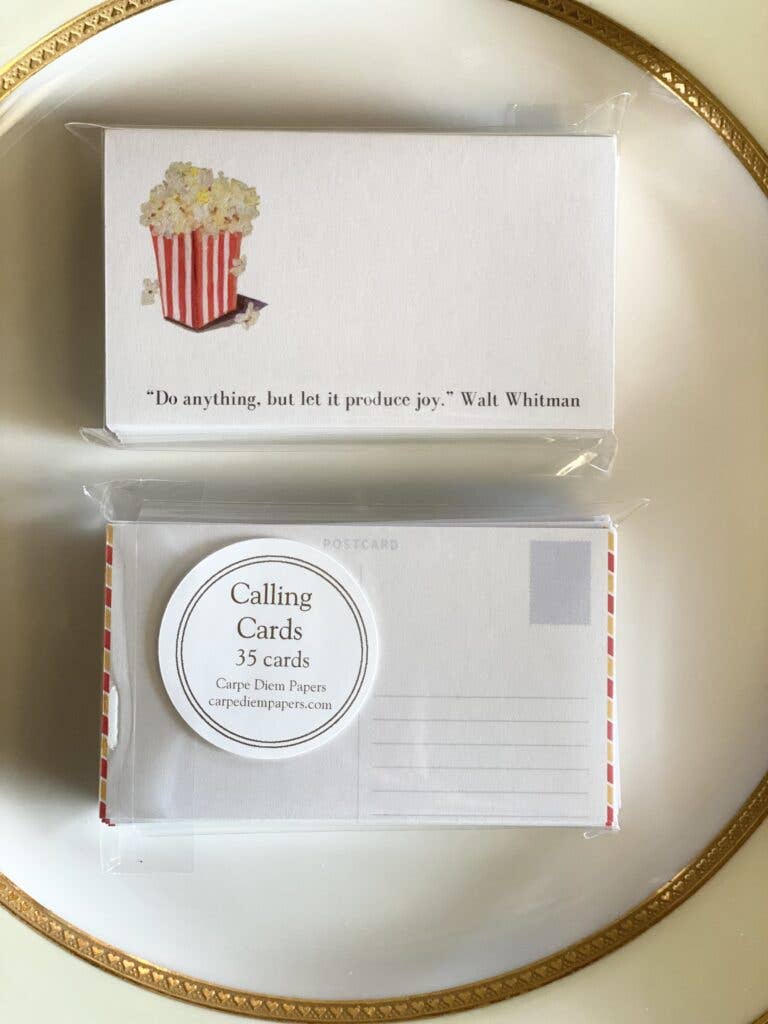 “Do anything, but let it produce joy.” Walt Whitman
POSTCARD
Calling
Cards
35 cards
Carpe Diem Papers
carpediempapers.com